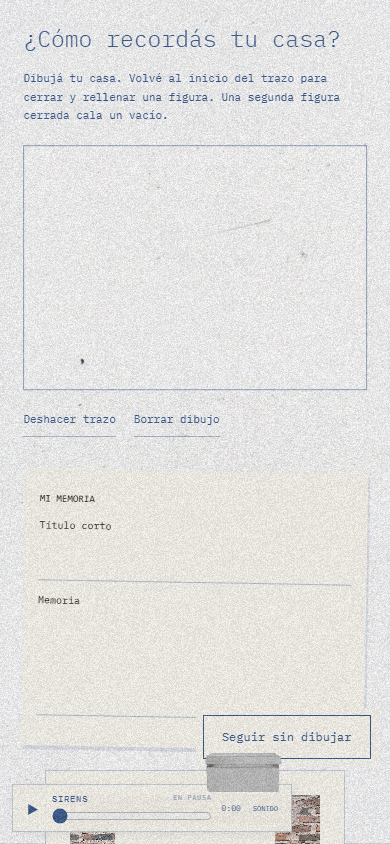 ¿Cómo recordás tu casa?
Dibujá tu casa. Volvé al inicio del trazo para
cerrar y rellenar una figura. Una segunda figura
cerrada cala un vacío.
Deshacer trazo Borrar dibujo
MI MEMORIA
Título corto
Memoria
Seguir sin dibujar
SIRENS
EN PAUSA
0:00
SONIDO